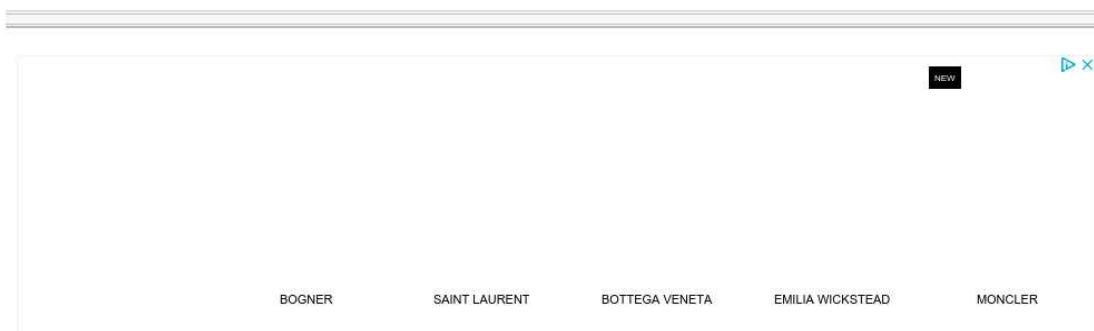 NEW
BOGNER SAINT LAURENT BOTTEGA VENETA EMILIA WICKSTEAD MONCLER